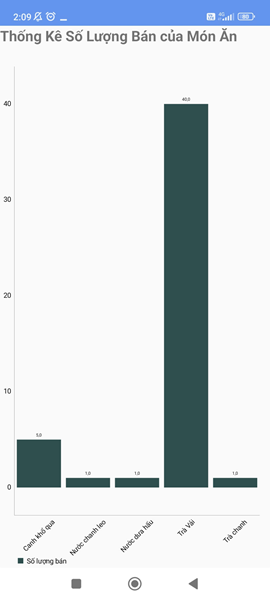 2:09
Thống Kê Số Lượng Bán của Món Ăn
40
30
20
10
0
5,0
1,0
1,0
40,0
1,0
Canh khổ qua
Nước chanh leo
Nước dưa hấu
Trà Vải
Trà chanh
Số lượng bán